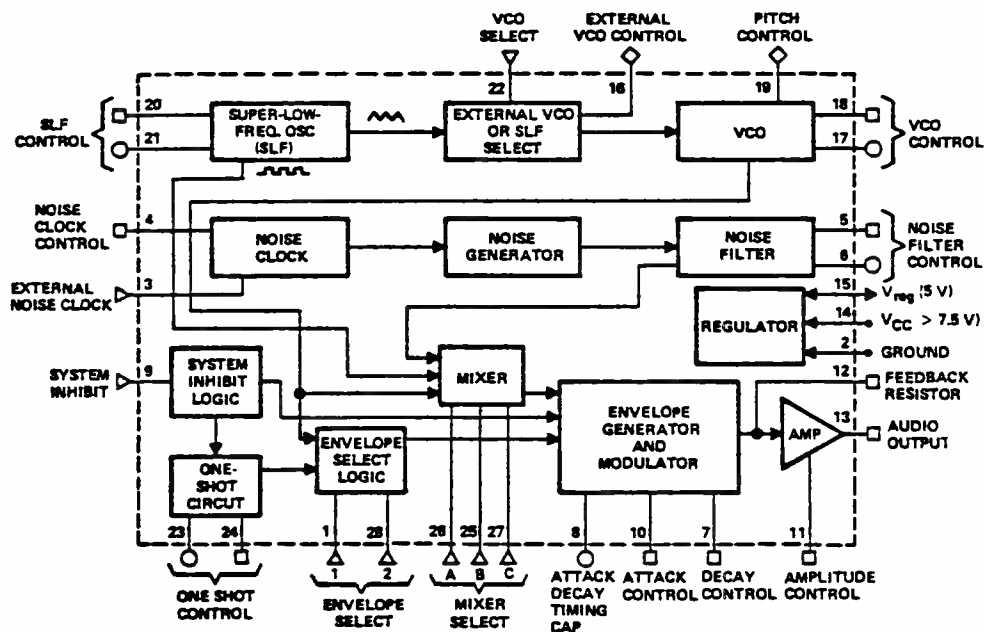 VCO
SELECT
EXTERNAL
VCO CONTROL
PITCH
CONTROL
22
16
19
SLF
CONTROL
20
21
SUPER-LOW-
FREQ. OSC
(SLF)
EXTERNAL VCO
OR SLF
SELECT
VCO
18
17
VCO
CONTROL
NOISE
CLOCK
CONTROL
4
NOISE
CLOCK
NOISE
GENERATOR
NOISE
FILTER
5
6
NOISE
FILTER
CONTROL
EXTERNAL
NOISE CLOCK
3
REGULATOR
15
Vreg (5 V)
14
VCC > 7.5 V)
2
GROUND
SYSTEM
INHIBIT
9
SYSTEM
INHIBIT
LOGIC
MIXER
12
FEEDBACK
RESISTOR
ENVELOPE
GENERATOR
AND
MODULATOR
AMP
13
AUDIO
OUTPUT
ONE-
SHOT
CIRCUT
ENVELOPE
SELECT
LOGIC
23
24
1
28
26
25
27
8
10
7
11
1
2
A
B
C
ONE SHOT
CONTROL
ENVELOPE
SELECT
MIXER
SELECT
ATTACK
DECAY
TIMING
CAP
ATTACK
CONTROL
DECAY
CONTROL
AMPLITUDE
CONTROL